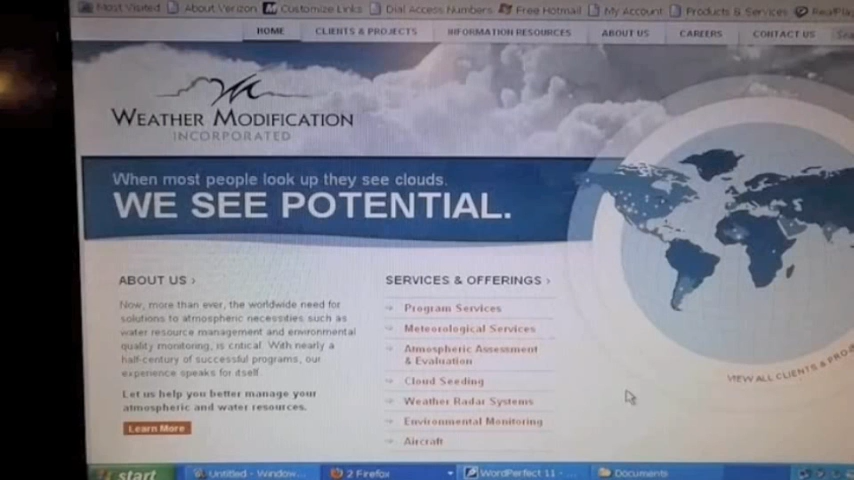 Most Visited About Verizon Customize Links Dial Access Numbers Free Hotmail My Account Products & Services
HOME CLIENTS & PROJECTS INFORMATION RESOURCES ABOUT US CAREERS CONTACT US
WEATHER MODIFICATION
INCORPORATED
When most people look up they see clouds.
WE SEE POTENTIAL.
ABOUT US ›
Now, more than ever, the worldwide need for
solutions to atmospheric necessities such as
water resource management and environmental
quality monitoring, is critical. With nearly a
half-century of successful programs, our
experience speaks for itself.
Let us help you better manage your
atmospheric and water resources.
Learn More
SERVICES & OFFERINGS ›
Program Services
Meteorological Services
Atmospheric Assessment
& Evaluation
Cloud Seeding
Weather Radar Systems
Environmental Monitoring
Aircraft
VIEW ALL CLIENTS & PROJ
start Untitled - Window... 2 Firefox WordPerfect 11 - ... Documents